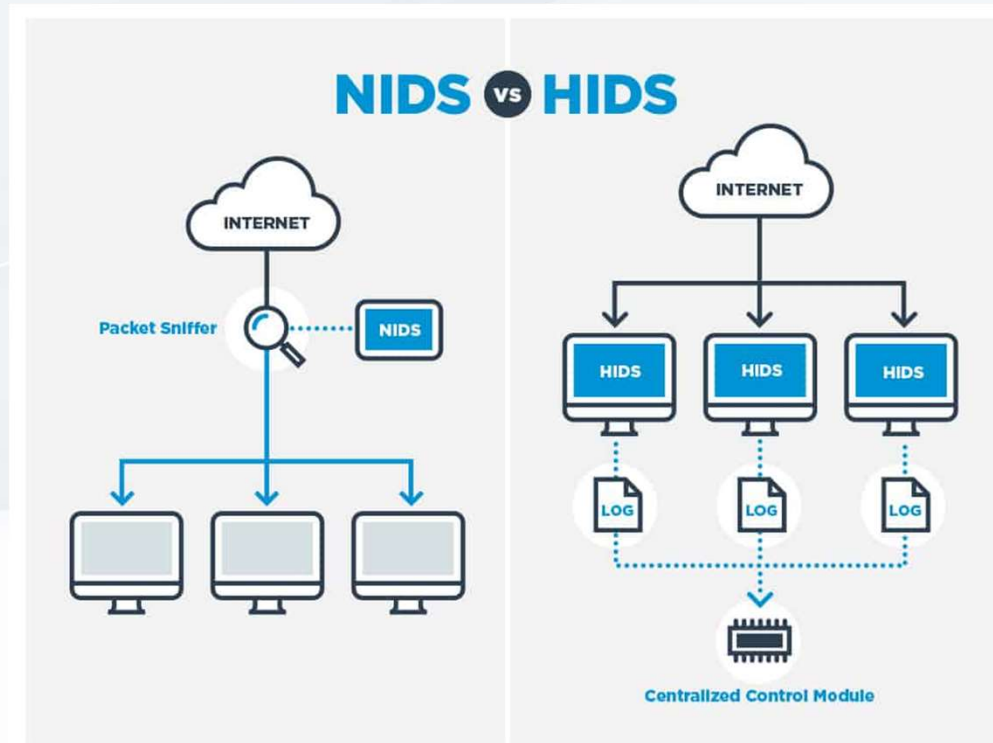 NIDS vs HIDS
INTERNET
Packet Sniffer
NIDS
INTERNET
HIDS
HIDS
HIDS
LOG
LOG
LOG
Centralized Control Module